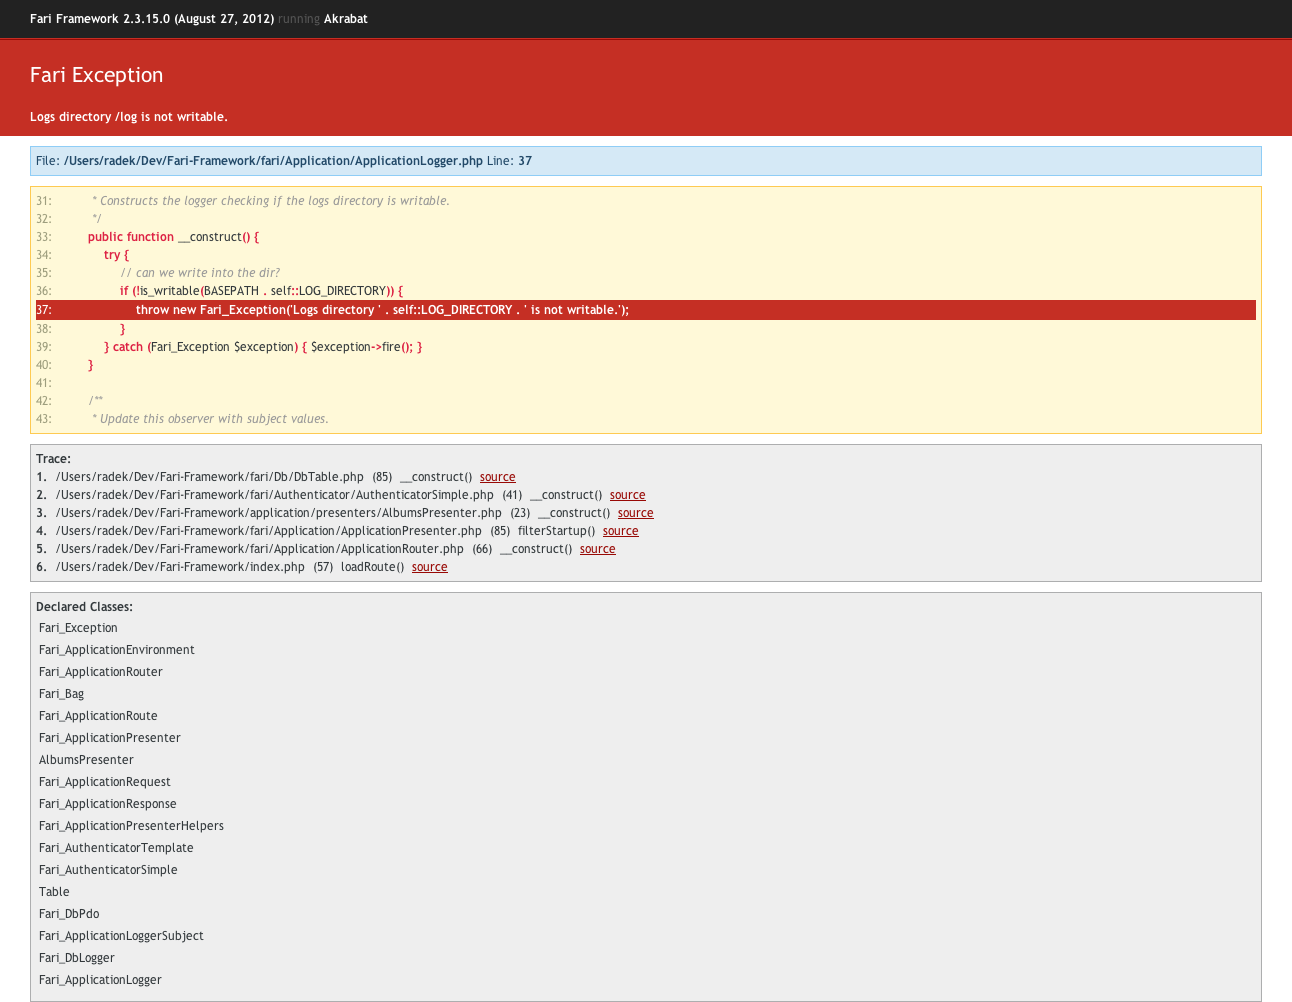 Fari Framework 2.3.15.0 (August 27, 2012) running Akrabat
Fari Exception
Logs directory /log is not writable.
File: /Users/radek/Dev/Fari-Framework/fari/Application/ApplicationLogger.php Line: 37
31: * Constructs the logger checking if the logs directory is writable.
32: */
33: public function __construct() {
34: try {
35: // can we write into the dir?
36: if (!is_writable(BASEPATH . self::LOG_DIRECTORY)) {
37: throw new Fari_Exception('Logs directory ' . self::LOG_DIRECTORY . ' is not writable.');
38: }
39: } catch (Fari_Exception $exception) { $exception->fire(); }
40: }
41:
42: /**
43: * Update this observer with subject values.
Trace:
1. /Users/radek/Dev/Fari-Framework/fari/Db/DbTable.php (85) __construct() source
2. /Users/radek/Dev/Fari-Framework/fari/Authenticator/AuthenticatorSimple.php (41) __construct() source
3. /Users/radek/Dev/Fari-Framework/application/presenters/AlbumsPresenter.php (23) __construct() source
4. /Users/radek/Dev/Fari-Framework/fari/Application/ApplicationPresenter.php (85) filterStartup() source
5. /Users/radek/Dev/Fari-Framework/fari/Application/ApplicationRouter.php (66) __construct() source
6. /Users/radek/Dev/Fari-Framework/index.php (57) loadRoute() source
Declared Classes:
Fari_Exception
Fari_ApplicationEnvironment
Fari_ApplicationRouter
Fari_Bag
Fari_ApplicationRoute
Fari_ApplicationPresenter
AlbumsPresenter
Fari_ApplicationRequest
Fari_ApplicationResponse
Fari_ApplicationPresenterHelpers
Fari_AuthenticatorTemplate
Fari_AuthenticatorSimple
Table
Fari_DbPdo
Fari_ApplicationLoggerSubject
Fari_DbLogger
Fari_ApplicationLogger